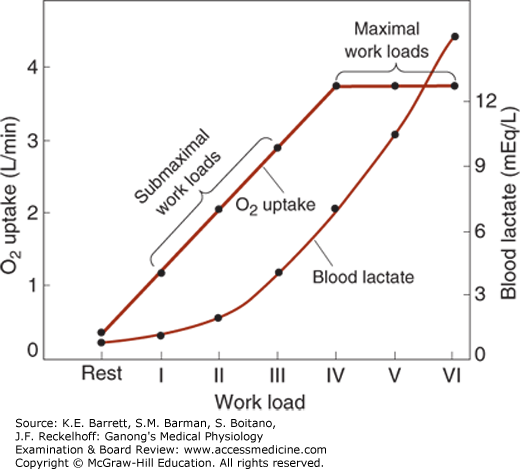 Maximal
work loads
Submaximal
work loads
O2 uptake
Blood lactate
O2 uptake (L/min)
4
3
2
1
0
Blood lactate (mEq/L)
12
9
6
3
0
Rest I II III IV V VI
Work load
Source: K.E. Barrett, S.M. Barman, S. Boitano,
J.F. Reckelhoff: Ganong's Medical Physiology
Examination & Board Review: www.accessmedicine.com
Copyright © McGraw-Hill Education. All rights reserved.